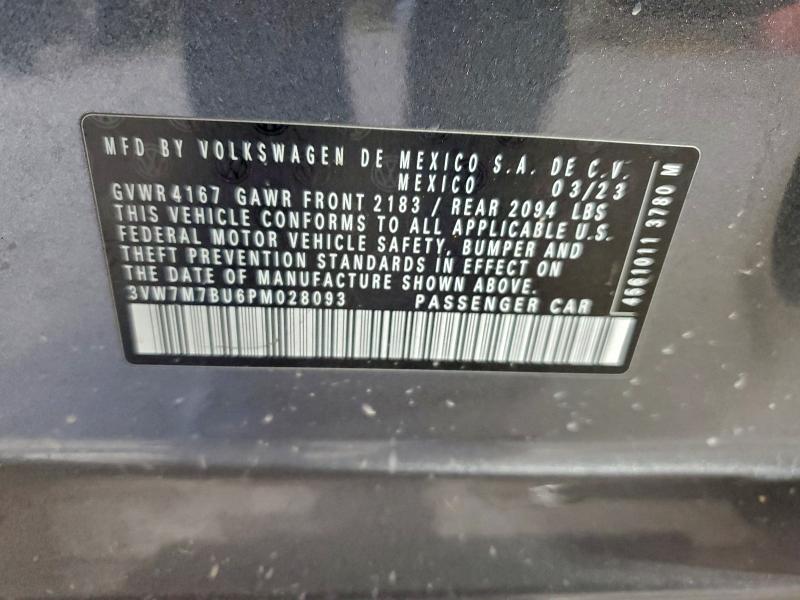 MFD BY VOLKSWAGEN DE MEXICO S.A. DE C.V.
MEXICO 03/23
GVWR 4167 GAWR FRONT 2183 / REAR 2094 LBS
THIS VEHICLE CONFORMS TO ALL APPLICABLE U.S.
FEDERAL MOTOR VEHICLE SAFETY, BUMPER AND
THEFT PREVENTION STANDARDS IN EFFECT ON
THE DATE OF MANUFACTURE SHOWN ABOVE.
3VW7M7BU6PM028093 PASSENGER CAR
4561011 3780 M